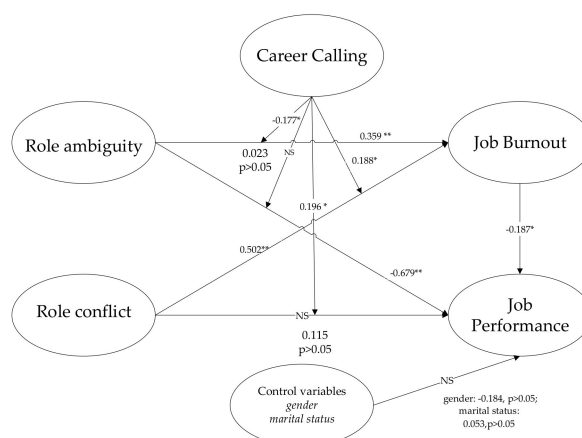 Career Calling
-0.177*
Role ambiguity
0.359 **
Job Burnout
0.023
p>0.05
NS
0.188*
0.196 *
-0.187*
0.502**
-0.679**
Role conflict
NS
Job
Performance
0.115
p>0.05
Control variables
gender
marital status
NS
gender: -0.184, p>0.05;
marital status:
0.053,p>0.05